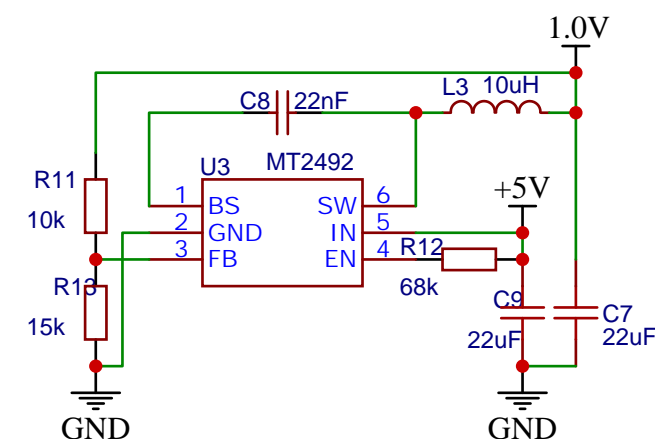 1.0V
L3 10uH
C8 22nF
U3 MT2492
+5V
R11
10k
1 BS SW 6
2 GND IN 5
3 FB EN 4
R12
68k
R13
15k
C9
22uF
C7
22uF
GND
GND